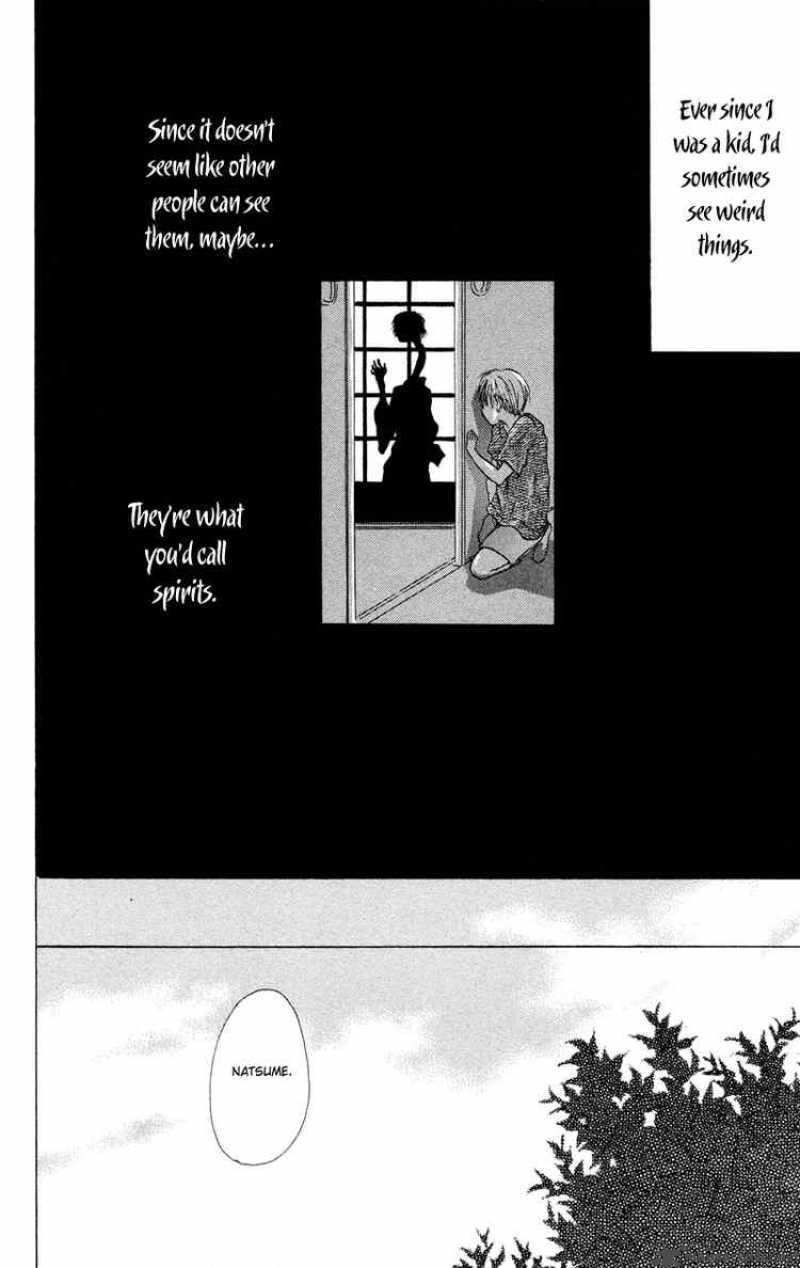 Ever since I
was a kid, I'd
sometimes
see weird
things.
Since it doesn't
seem like other
people can see
them, maybe...
They're what
you'd call
spirits.
NATSUME.